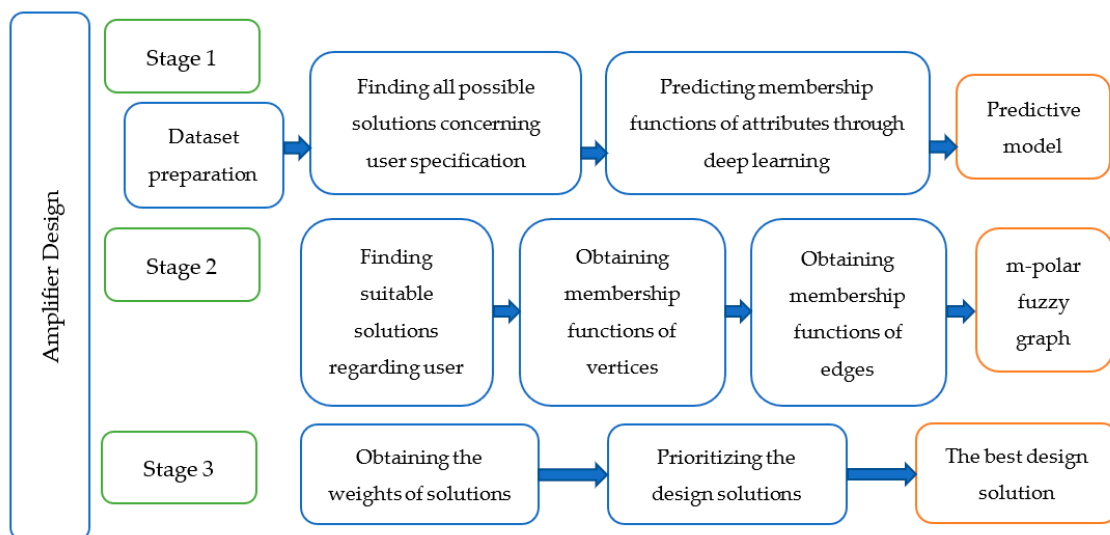 Amplifier Design
Stage 1
Dataset
preparation
Finding all possible
solutions concerning
user specification
Predicting membership
functions of attributes through
deep learning
Predictive
model
Stage 2
Finding
suitable
solutions
regarding user
Obtaining
membership
functions of
vertices
Obtaining
membership
functions of
edges
m-polar
fuzzy
graph
Stage 3
Obtaining the
weights of solutions
Prioritizing the
design solutions
The best design
solution